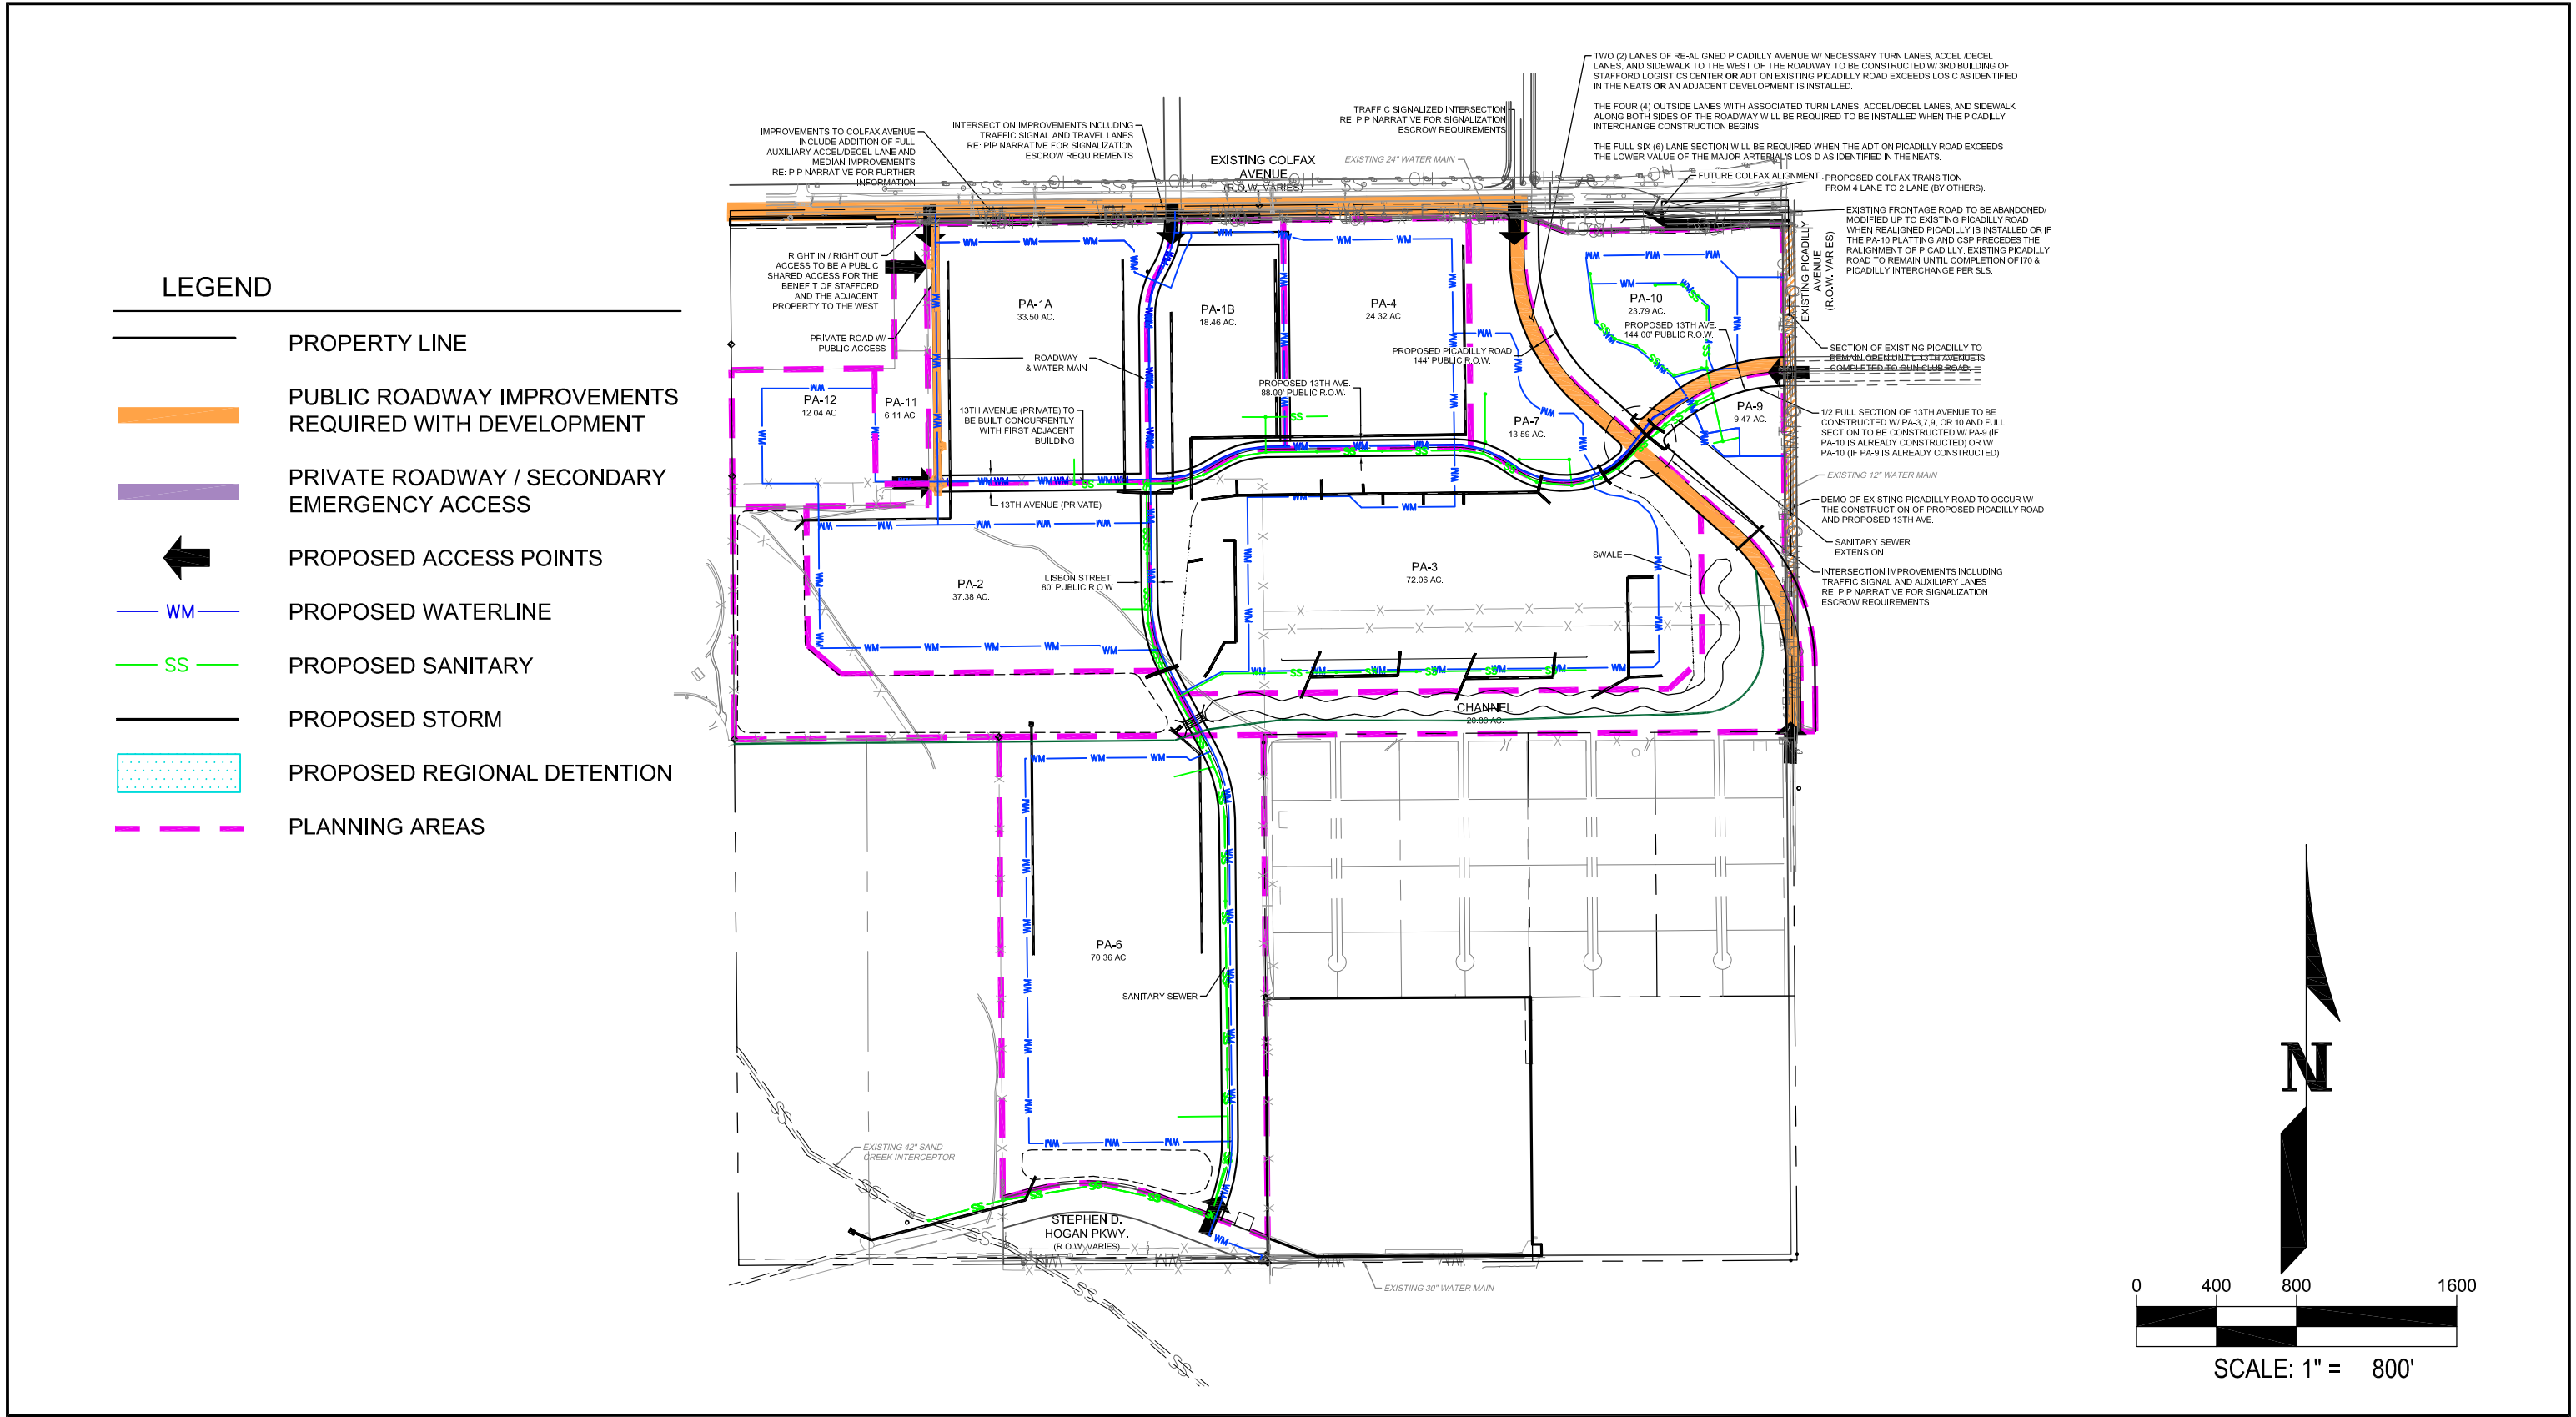 LEGEND
PROPERTY LINE
PUBLIC ROADWAY IMPROVEMENTS
REQUIRED WITH DEVELOPMENT
PRIVATE ROADWAY / SECONDARY
EMERGENCY ACCESS
PROPOSED ACCESS POINTS
WM
PROPOSED WATERLINE
SS
PROPOSED SANITARY
PROPOSED STORM
PROPOSED REGIONAL DETENTION
PLANNING AREAS
IMPROVEMENTS TO COLFAX AVENUE
INCLUDE ADDITION OF FULL
AUXILIARY ACCEL/DECEL LANE AND
MEDIAN IMPROVEMENTS
RE: PIP NARRATIVE FOR FURTHER
INFORMATION
INTERSECTION IMPROVEMENTS INCLUDING
TRAFFIC SIGNAL AND TRAVEL LANES
RE: PIP NARRATIVE FOR SIGNALIZATION
ESCROW REQUIREMENTS
EXISTING COLFAX
AVENUE
(R.O.W. VARIES)
EXISTING 24" WATER MAIN
TRAFFIC SIGNALIZED INTERSECTION
RE: PIP NARRATIVE FOR SIGNALIZATION
ESCROW REQUIREMENTS
TWO (2) LANES OF RE-ALIGNED PICADILLY AVENUE W/ NECESSARY TURN LANES, ACCEL /DECEL
LANES, AND SIDEWALK TO THE WEST OF THE ROADWAY TO BE CONSTRUCTED W/ 3RD BUILDING OF
STAFFORD LOGISTICS CENTER OR ADT ON EXISTING PICADILLY ROAD EXCEEDS LOS C AS IDENTIFIED
IN THE NEATS OR AN ADJACENT DEVELOPMENT IS INSTALLED.
THE FOUR (4) OUTSIDE LANES WITH ASSOCIATED TURN LANES, ACCEL/DECEL LANES, AND SIDEWALK
ALONG BOTH SIDES OF THE ROADWAY WILL BE REQUIRED TO BE INSTALLED WHEN THE PICADILLY
INTERCHANGE CONSTRUCTION BEGINS.
THE FULL SIX (6) LANE SECTION WILL BE REQUIRED WHEN THE ADT ON PICADILLY ROAD EXCEEDS
THE LOWER VALUE OF THE MAJOR ARTERIAL'S LOS D AS IDENTIFIED IN THE NEATS.
FUTURE COLFAX ALIGNMENT
PROPOSED COLFAX TRANSITION
FROM 4 LANE TO 2 LANE (BY OTHERS).
EXISTING FRONTAGE ROAD TO BE ABANDONED/
MODIFIED UP TO EXISTING PICADILLY ROAD
WHEN REALIGNED PICADILLY IS INSTALLED OR IF
THE PA-10 PLATTING AND CSP PRECEDES THE
RALIGNMENT OF PICADILLY. EXISTING PICADILLY
ROAD TO REMAIN UNTIL COMPLETION OF I70 &
PICADILLY INTERCHANGE PER SLS.
EXISTING PICADILLY
AVENUE
(R.O.W. VARIES)
RIGHT IN / RIGHT OUT
ACCESS TO BE A PUBLIC
SHARED ACCESS FOR THE
BENEFIT OF STAFFORD
AND THE ADJACENT
PROPERTY TO THE WEST
PRIVATE ROAD W/
PUBLIC ACCESS
PA-1A
33.50 AC.
ROADWAY
& WATER MAIN
PA-1B
18.46 AC.
PA-4
24.32 AC.
PROPOSED PICADILLY ROAD
144' PUBLIC R.O.W.
PA-10
23.79 AC.
PROPOSED 13TH AVE.
144.00' PUBLIC R.O.W.
SECTION OF EXISTING PICADILLY TO
REMAIN OPEN UNTIL 13TH AVENUE IS
COMPLETED TO GUN CLUB ROAD.
PROPOSED 13TH AVE.
88.00' PUBLIC R.O.W.
PA-12
12.04 AC.
PA-11
6.11 AC.
13TH AVENUE (PRIVATE) TO
BE BUILT CONCURRENTLY
WITH FIRST ADJACENT
BUILDING
PA-7
13.59 AC.
PA-9
9.47 AC.
1/2 FULL SECTION OF 13TH AVENUE TO BE
CONSTRUCTED W/ PA-3,7,9, OR 10 AND FULL
SECTION TO BE CONSTRUCTED W/ PA-9 (IF
PA-10 IS ALREADY CONSTRUCTED) OR W/
PA-10 (IF PA-9 IS ALREADY CONSTRUCTED)
EXISTING 12" WATER MAIN
13TH AVENUE (PRIVATE)
DEMO OF EXISTING PICADILLY ROAD TO OCCUR W/
THE CONSTRUCTION OF PROPOSED PICADILLY ROAD
AND PROPOSED 13TH AVE.
SANITARY SEWER
EXTENSION
SWALE
INTERSECTION IMPROVEMENTS INCLUDING
TRAFFIC SIGNAL AND AUXILIARY LANES
RE: PIP NARRATIVE FOR SIGNALIZATION
ESCROW REQUIREMENTS
PA-2
37.38 AC.
LISBON STREET
80' PUBLIC R.O.W.
PA-3
72.06 AC.
CHANNEL
20.89 AC.
PA-6
70.36 AC.
SANITARY SEWER
EXISTING 42" SAND
CREEK INTERCEPTOR
STEPHEN D.
HOGAN PKWY.
(R.O.W. VARIES)
EXISTING 30" WATER MAIN
N
0 400 800 1600
SCALE: 1" = 800'